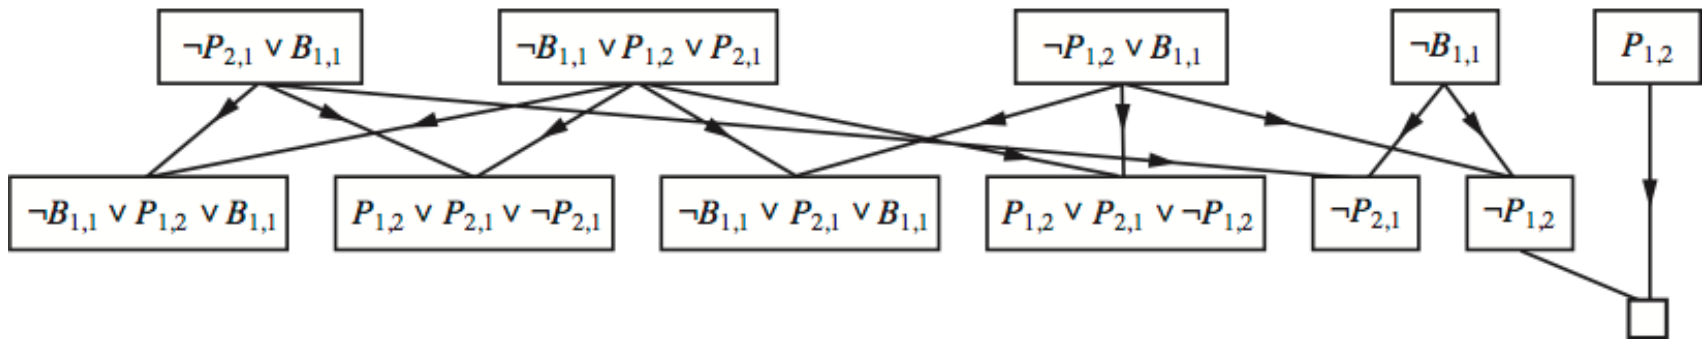 ¬P2,1 ∨ B1,1 ¬B1,1 ∨ P1,2 ∨ P2,1 ¬P1,2 ∨ B1,1 ¬B1,1 P1,2
¬B1,1 ∨ P1,2 ∨ B1,1 P1,2 ∨ P2,1 ∨ ¬P2,1 ¬B1,1 ∨ P2,1 ∨ B1,1 P1,2 ∨ P2,1 ∨ ¬P1,2 ¬P2,1 ¬P1,2